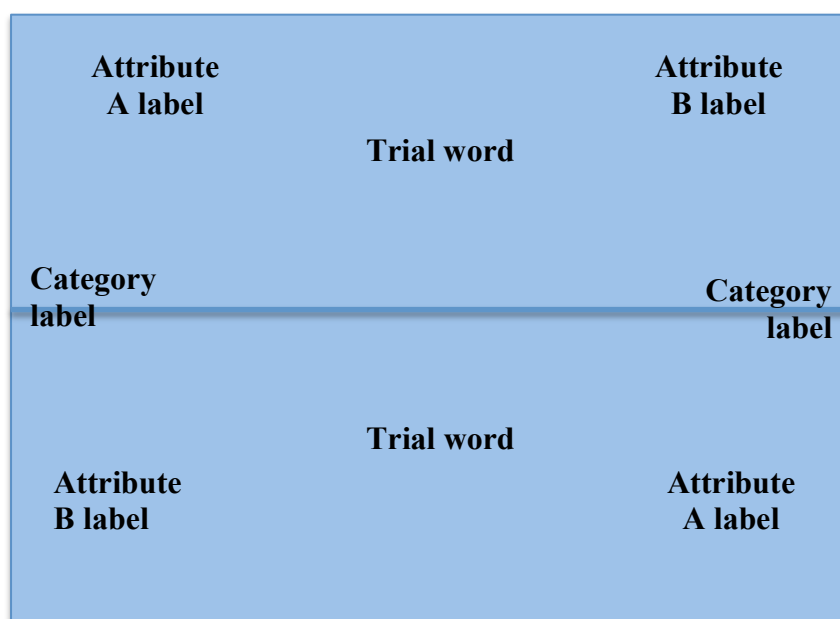 Attribute
A label
Attribute
B label
Trial word
Category
label
Category
label
Trial word
Attribute
B label
Attribute
A label